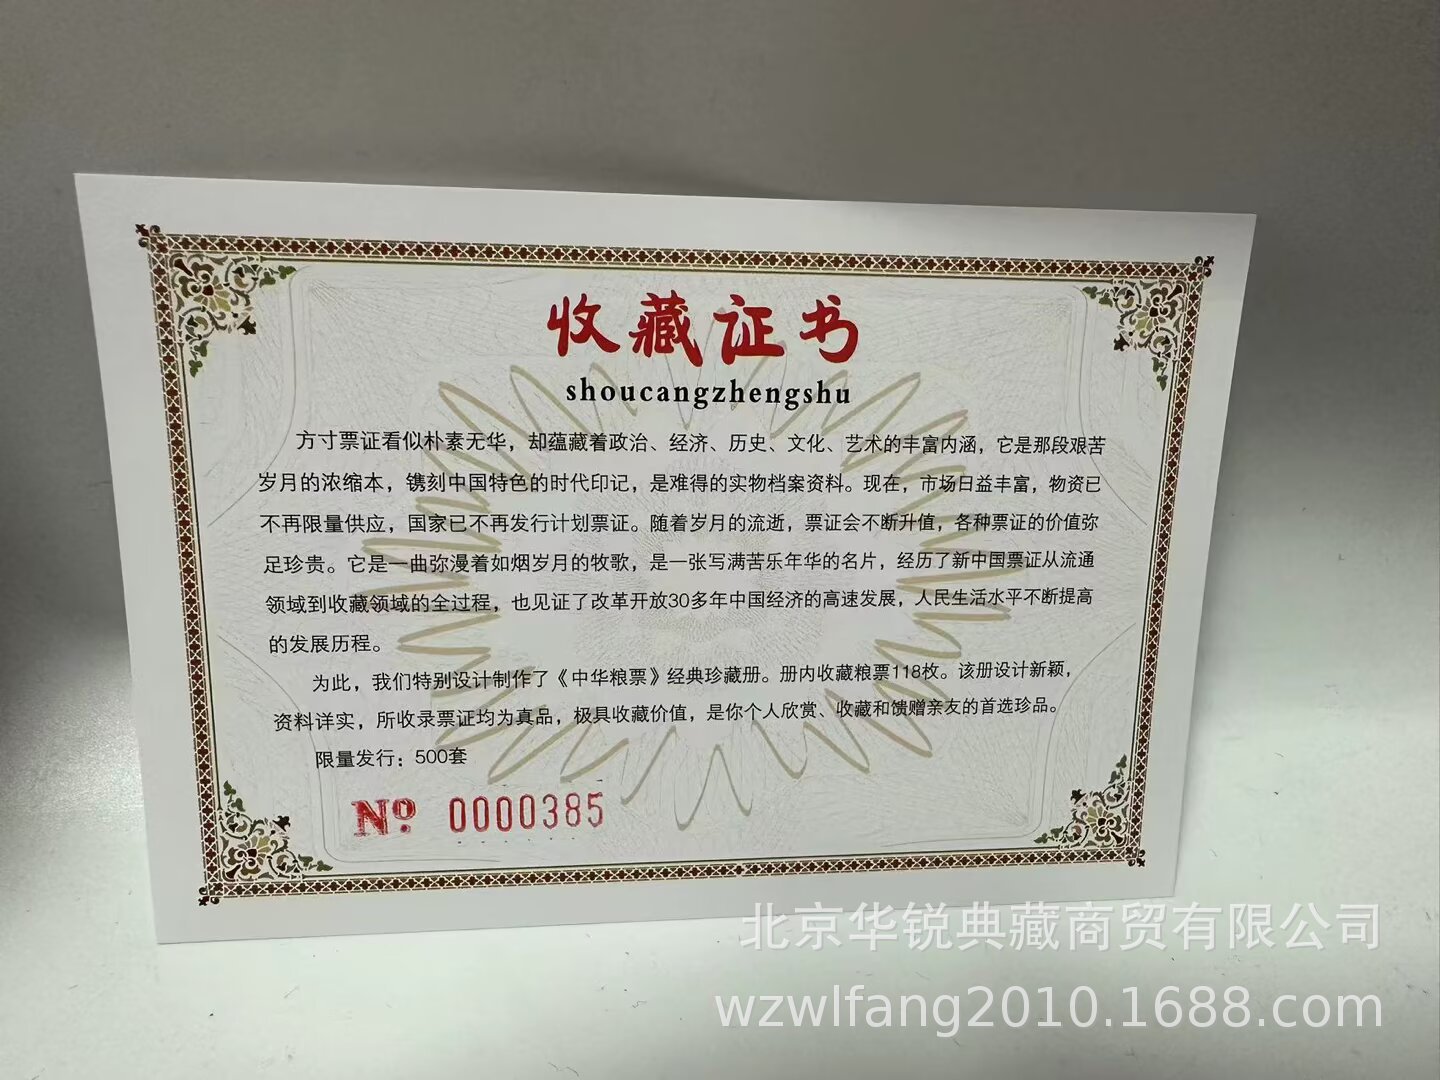 收藏证书
shoucangzhengshu
方寸票证看似朴素无华，却蕴藏着政治、经济、历史、文化、艺术的丰富内涵，它是那段艰苦
岁月的浓缩本，镌刻中国特色的时代印记，是难得的实物档案资料。现在，市场日益丰富，物资已
不再限量供应，国家已不再发行计划票证。随着岁月的流逝，票证会不断升值，各种票证的价值弥
足珍贵。它是一曲弥漫着如烟岁月的牧歌，是一张写满苦乐年华的名片，经历了新中国票证从流通
领域到收藏领域的全过程，也见证了改革开放30多年中国经济的高速发展，人民生活水平不断提高
的发展历程。
为此，我们特别设计制作了《中华粮票》经典珍藏册。册内收藏粮票118枚。该册设计新颖，
资料详实，所收录票证均为真品，极具收藏价值，是你个人欣赏、收藏和馈赠亲友的首选珍品。
限量发行：500套
No. 0000385
北京华锐典藏商贸有限公司
wzwlfang2010.1688.com